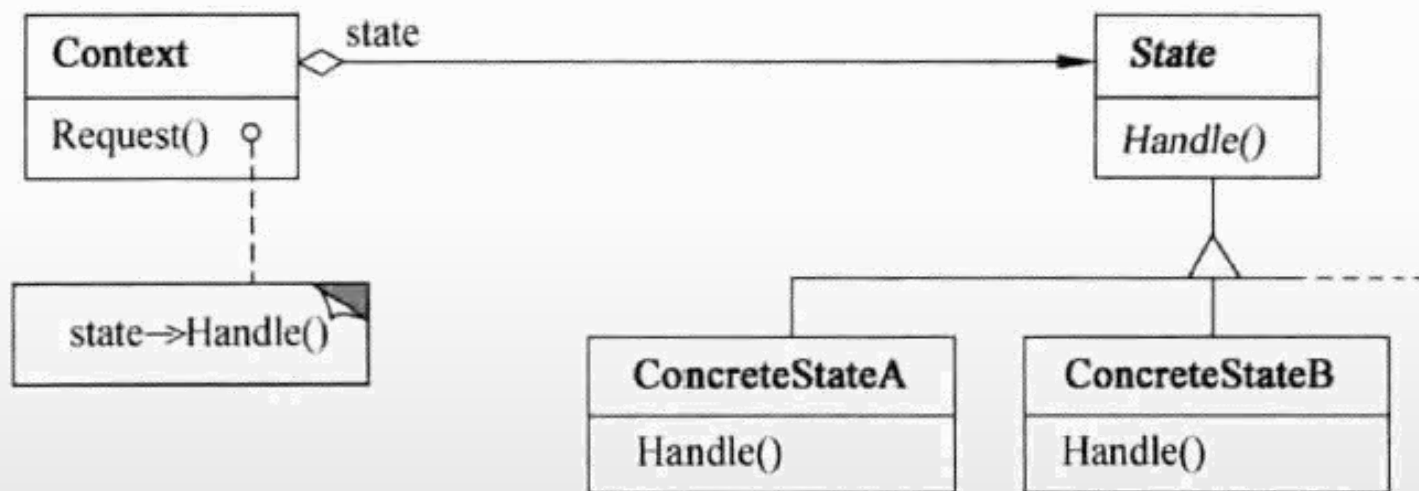 Context
state
State
Request()
Handle()
state->Handle()
ConcreteStateA
ConcreteStateB
Handle()
Handle()